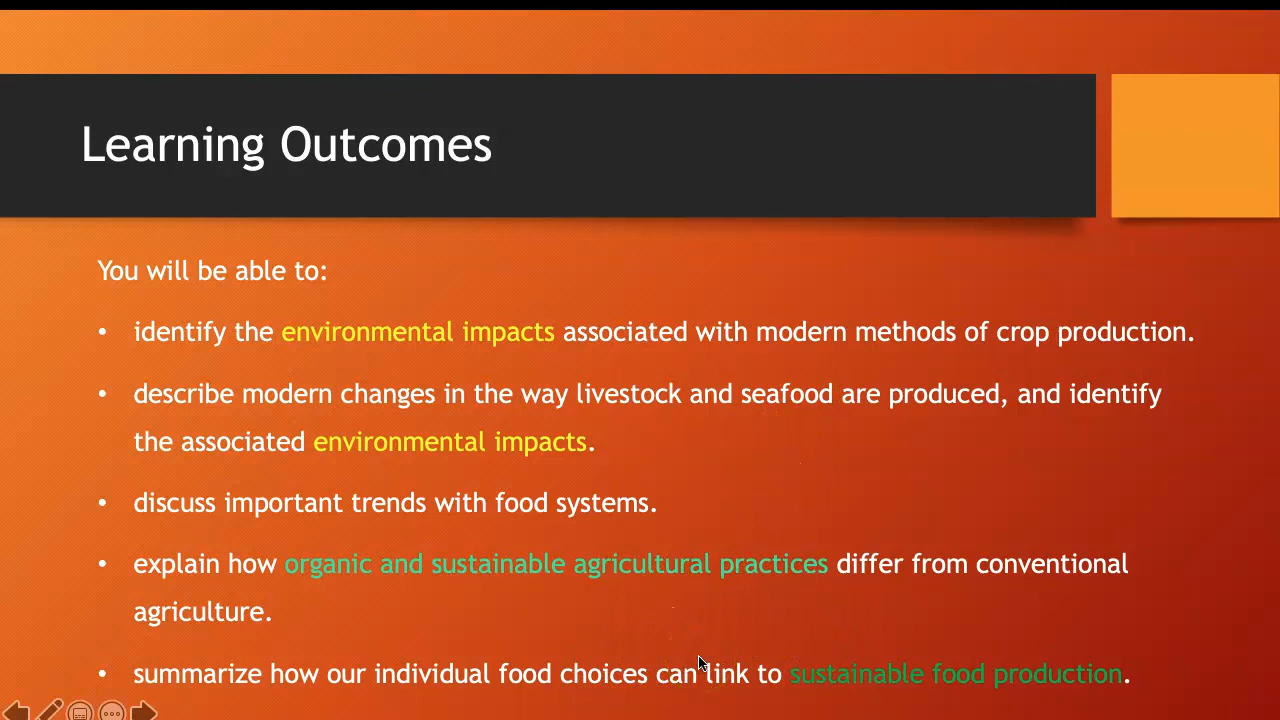 Learning Outcomes
You will be able to:
• identify the environmental impacts associated with modern methods of crop production.
• describe modern changes in the way livestock and seafood are produced, and identify
the associated environmental impacts.
• discuss important trends with food systems.
• explain how organic and sustainable agricultural practices differ from conventional
agriculture.
• summarize how our individual food choices can link to sustainable food production.